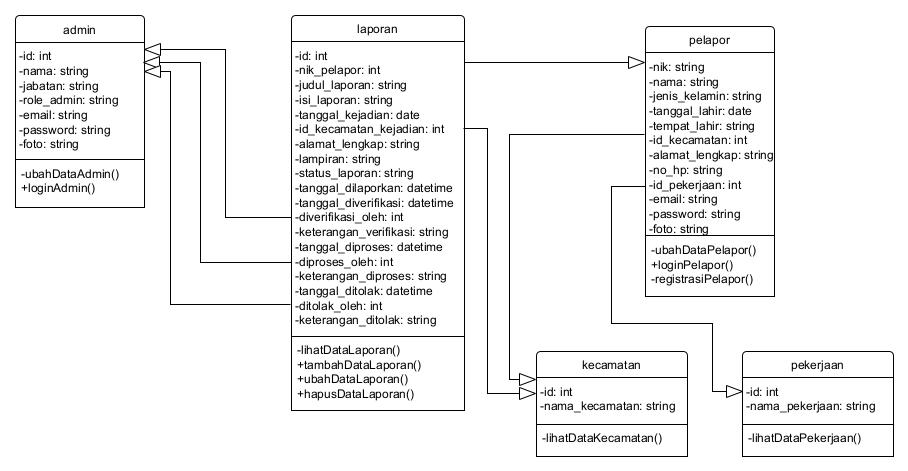 admin
-id: int
-nama: string
-jabatan: string
-role_admin: string
-email: string
-password: string
-foto: string
-ubahDataAdmin()
+loginAdmin()
laporan
-id: int
-nik_pelapor: int
-judul_laporan: string
-isi_laporan: string
-tanggal_kejadian: date
-id_kecamatan_kejadian: int
-alamat_lengkap: string
-lampiran: string
-status_laporan: string
-tanggal_dilaporkan: datetime
-tanggal_diverifikasi: datetime
-diverifikasi_oleh: int
-keterangan_verifikasi: string
-tanggal_diproses: datetime
-diproses_oleh: int
-keterangan_diproses: string
-tanggal_ditolak: datetime
-ditolak_oleh: int
-keterangan_ditolak: string
-lihatDataLaporan()
+tambahDataLaporan()
+ubahDataLaporan()
+hapusDataLaporan()
pelapor
-nik: string
-nama: string
-jenis_kelamin: string
-tanggal_lahir: date
-tempat_lahir: string
-id_kecamatan: int
-alamat_lengkap: string
-no_hp: string
-id_pekerjaan: int
-email: string
-password: string
-foto: string
-ubahDataPelapor()
+loginPelapor()
-registrasiPelapor()
kecamatan
-id: int
-nama_kecamatan: string
-lihatDataKecamatan()
pekerjaan
-id: int
-nama_pekerjaan: string
-lihatDataPekerjaan()